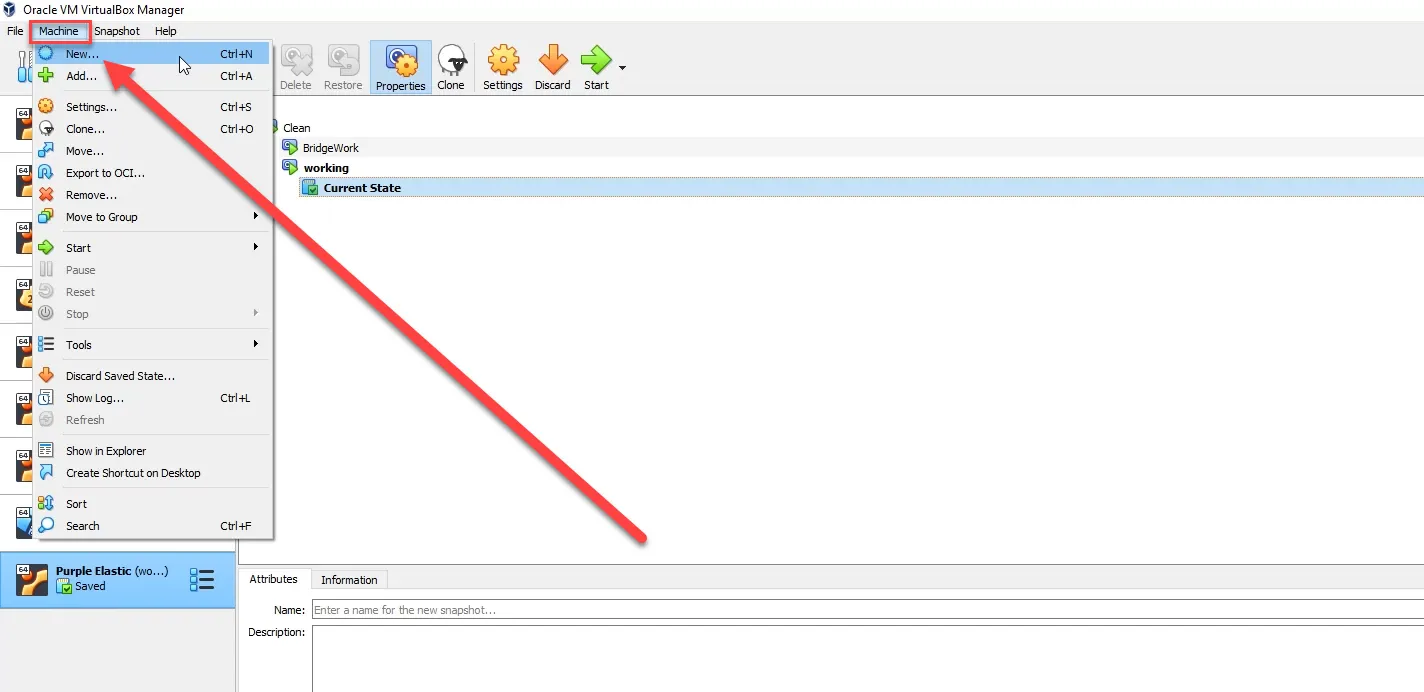 Oracle VM VirtualBox Manager
File Machine Snapshot Help
New... Ctrl+N
Add... Ctrl+A
Settings... Ctrl+S
Clone... Ctrl+O
Move...
Export to OCI...
Remove...
Move to Group
Start
Pause
Reset
Stop
Tools
Discard Saved State...
Show Log... Ctrl+L
Refresh
Show in Explorer
Create Shortcut on Desktop
Sort
Search Ctrl+F
Delete Restore Properties Clone Settings Discard Start
Clean
BridgeWork
working
Current State
64
64
64
64
2
64
64
64
64
64
Purple Elastic (wo...)
Saved
Attributes Information
Name: Enter a name for the new snapshot...
Description: